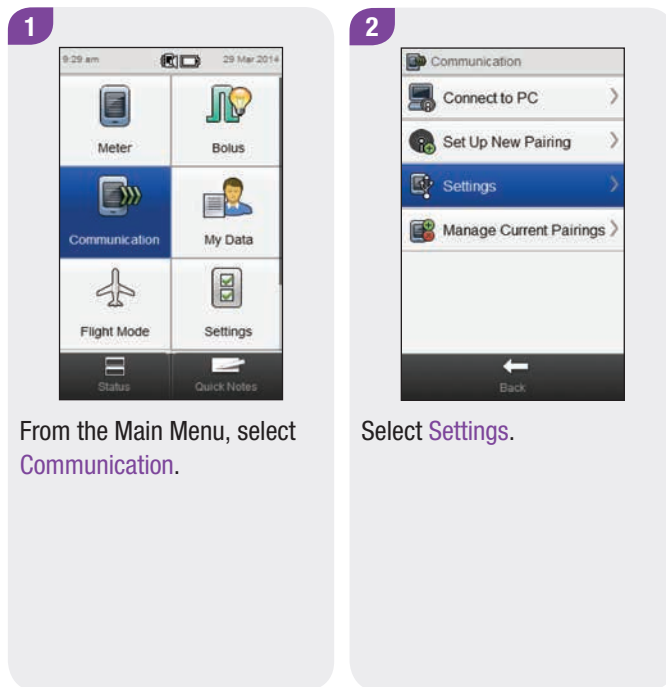 1
9:29 am 29 Mar 2014
Meter Bolus
Communication My Data
Flight Mode Settings
Status Quick Notes
From the Main Menu, select
Communication.
2
Communication
Connect to PC
Set Up New Pairing
Settings
Manage Current Pairings
Back
Select Settings.